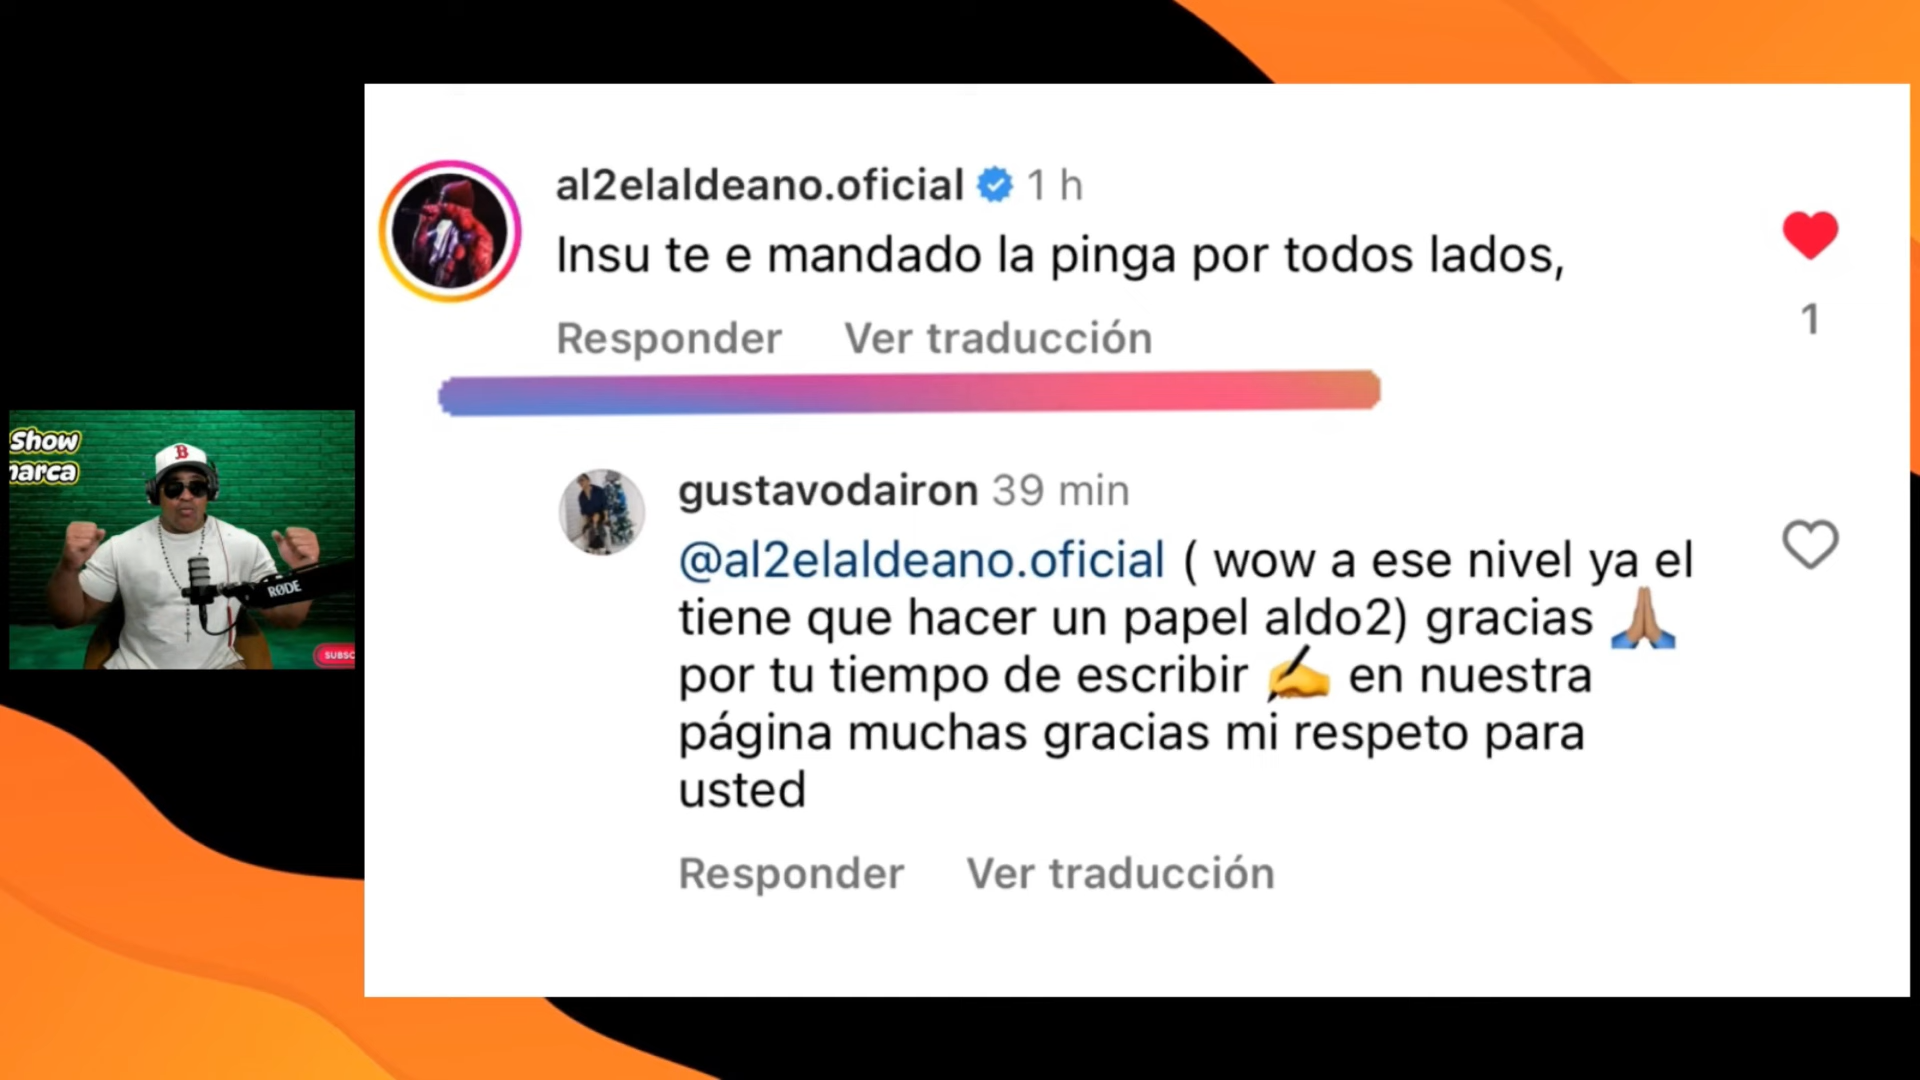 al2elaldeano.oficial 1 h
Insu te e mandado la pinga por todos lados,
1
Responder Ver traducción
gustavodairon 39 min
@al2elaldeano.oficial ( wow a ese nivel ya el
tiene que hacer un papel aldo2) gracias 🙏🏽
por tu tiempo de escribir ✍️ en nuestra
página muchas gracias mi respeto para
usted
Responder Ver traducción
Show
marca
B
RØDE
SUBSC